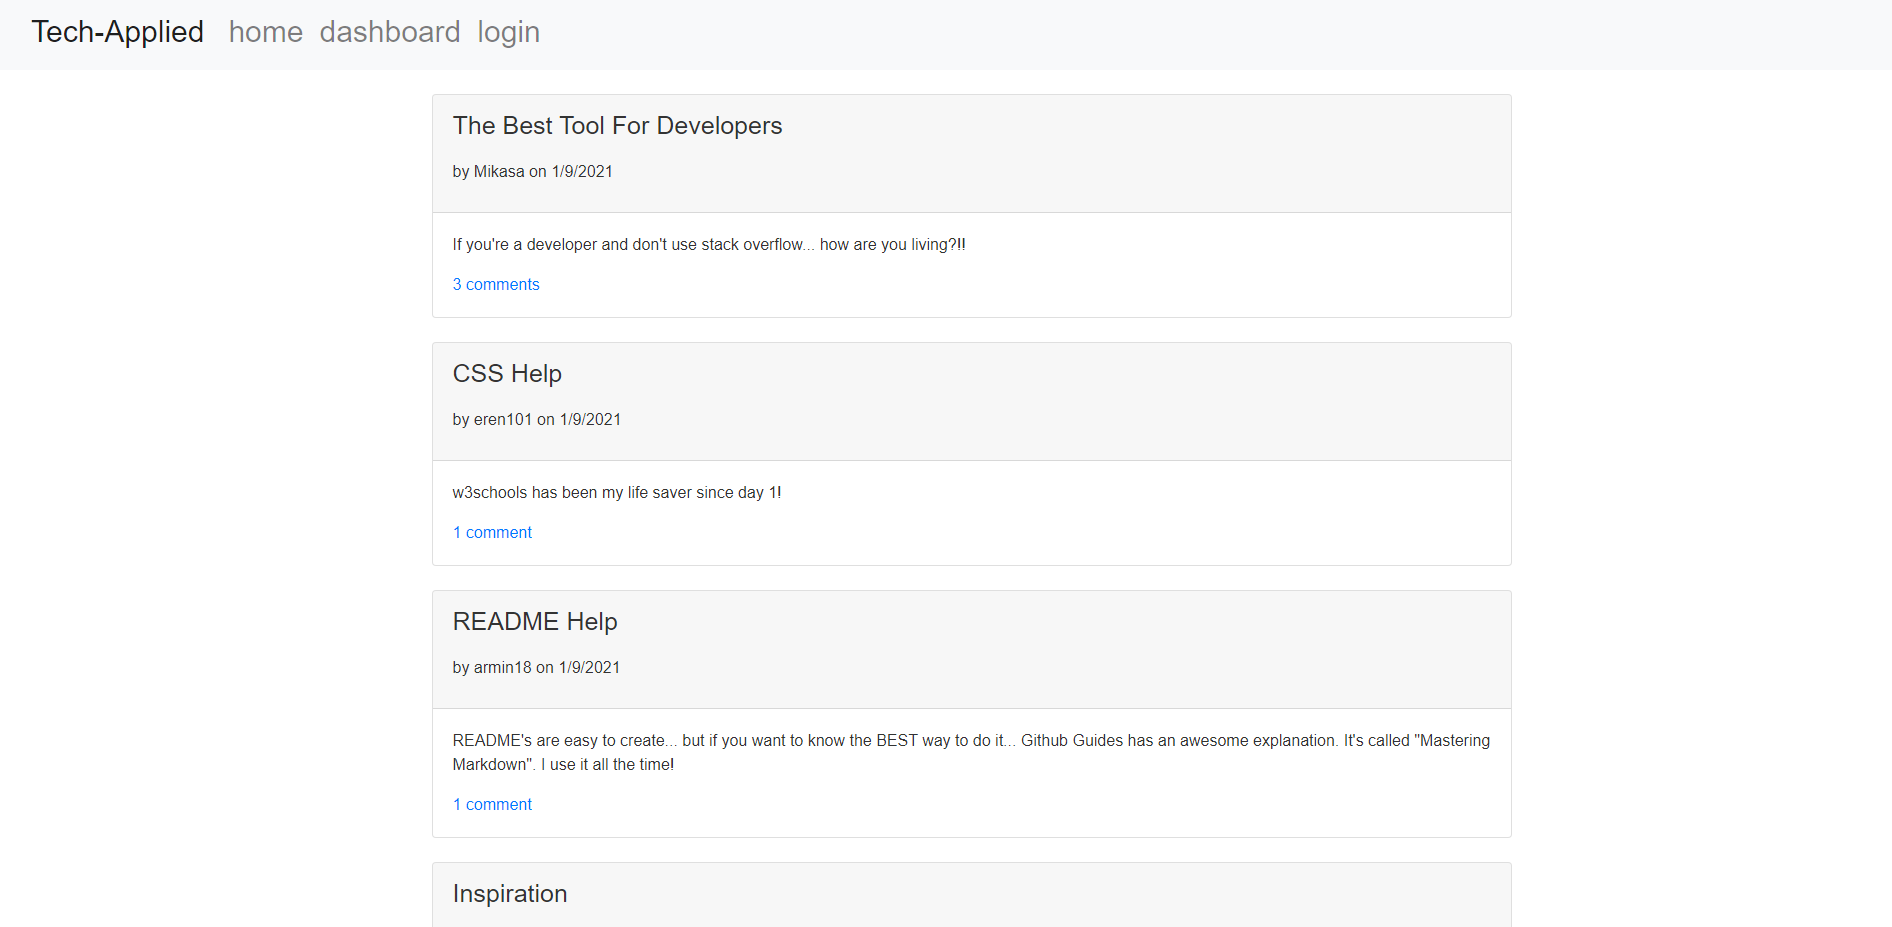 Tech-Applied home dashboard login
The Best Tool For Developers
by Mikasa on 1/9/2021
If you're a developer and don't use stack overflow... how are you living?!!
3 comments
CSS Help
by eren101 on 1/9/2021
w3schools has been my life saver since day 1!
1 comment
README Help
by armin18 on 1/9/2021
README's are easy to create... but if you want to know the BEST way to do it... Github Guides has an awesome explanation. It's called "Mastering
Markdown". I use it all the time!
1 comment
Inspiration